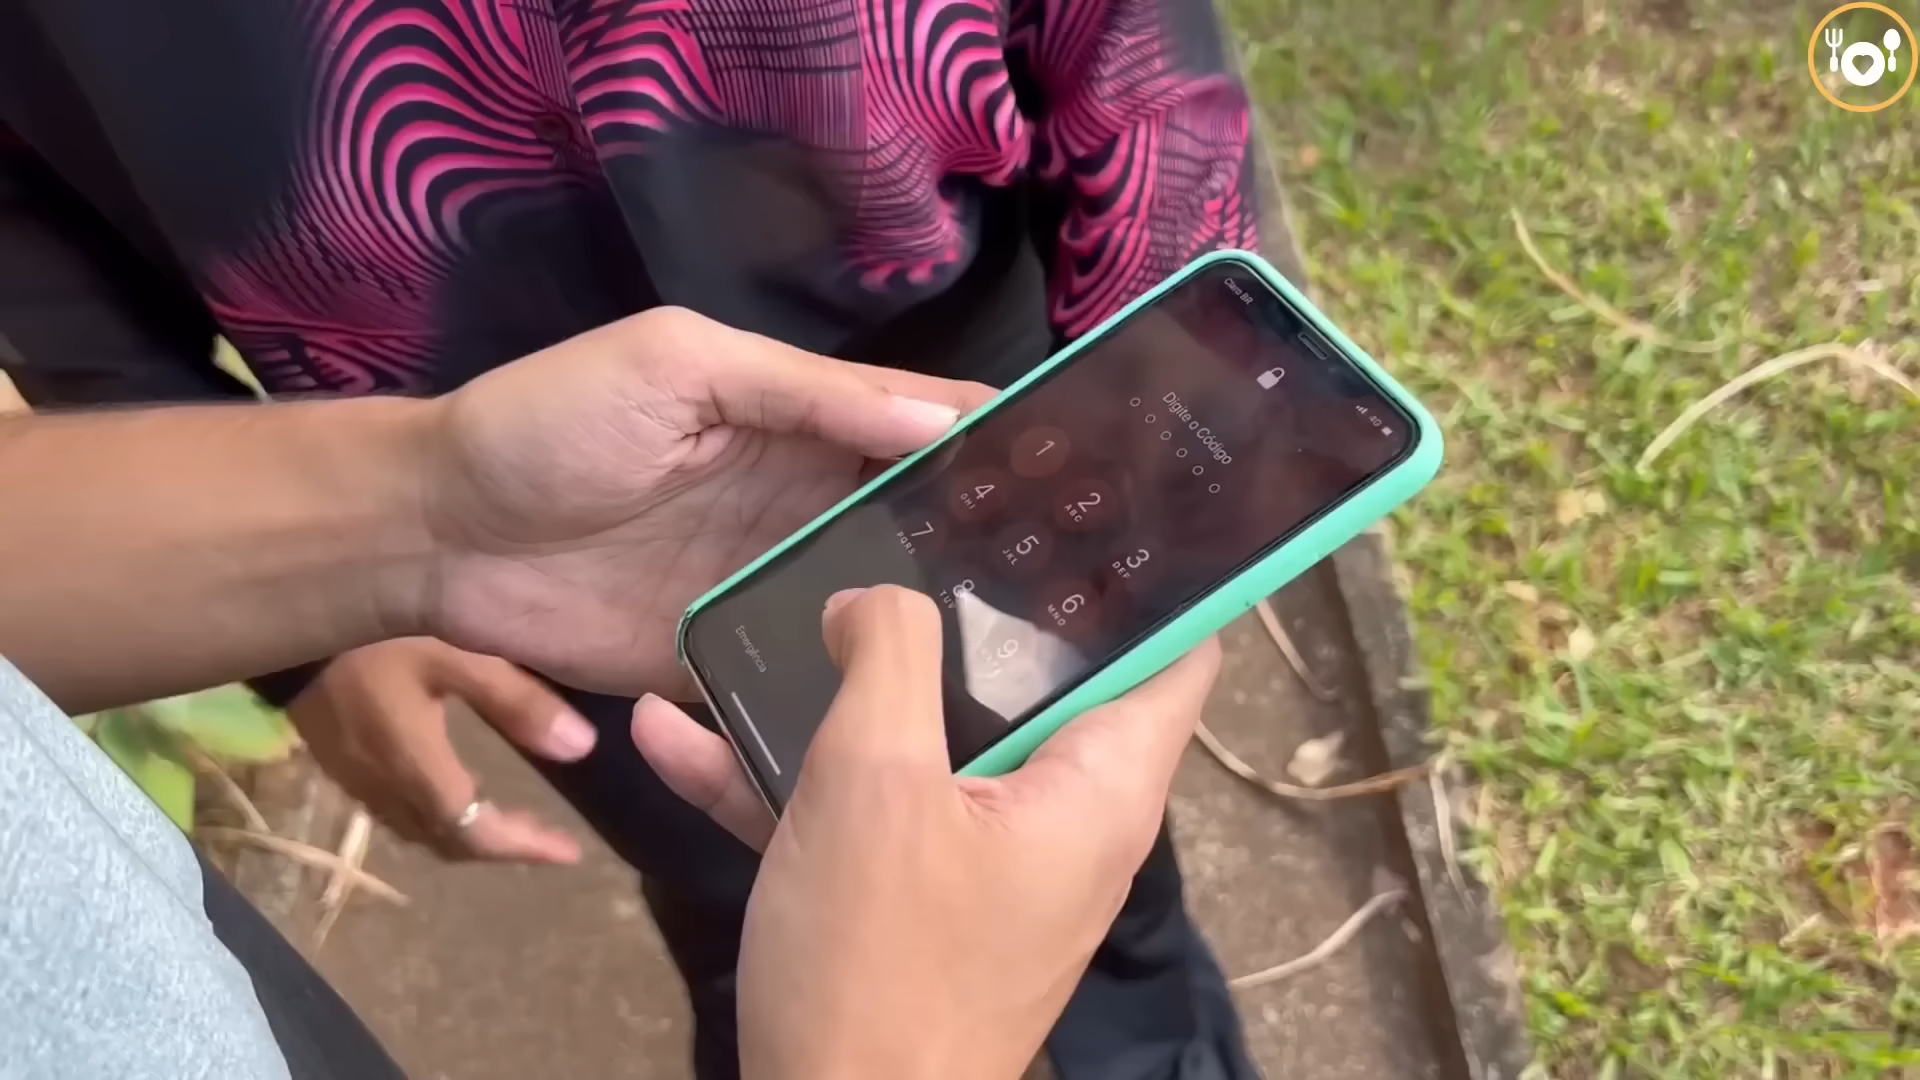 Claro BR
4G
Digite o Código
1
2
ABC
3
DEF
4
GHI
5
JKL
6
MNO
7
PQRS
8
TUV
9
Emergência